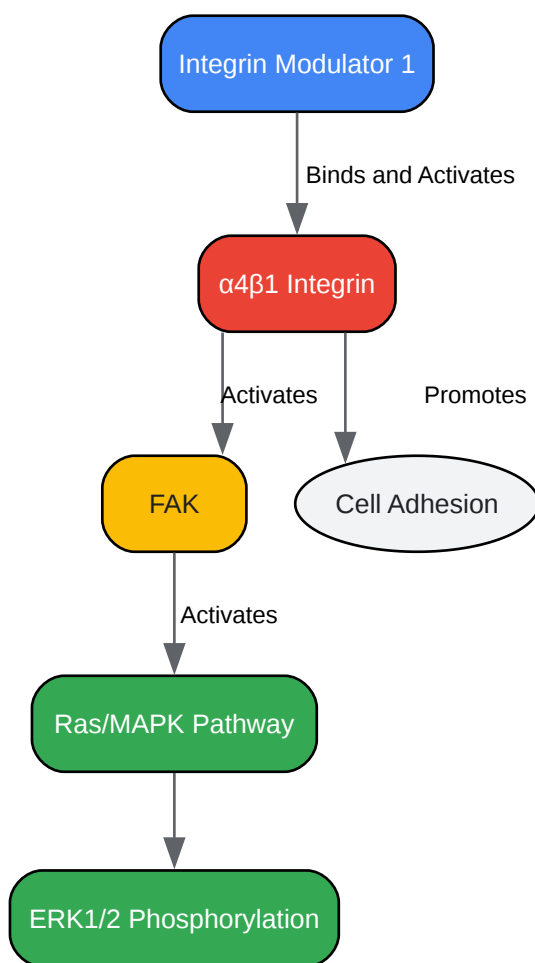 Integrin Modulator 1
Binds and Activates
α4β1 Integrin
Activates
Promotes
FAK
Cell Adhesion
Activates
Ras/MAPK Pathway
ERK1/2 Phosphorylation